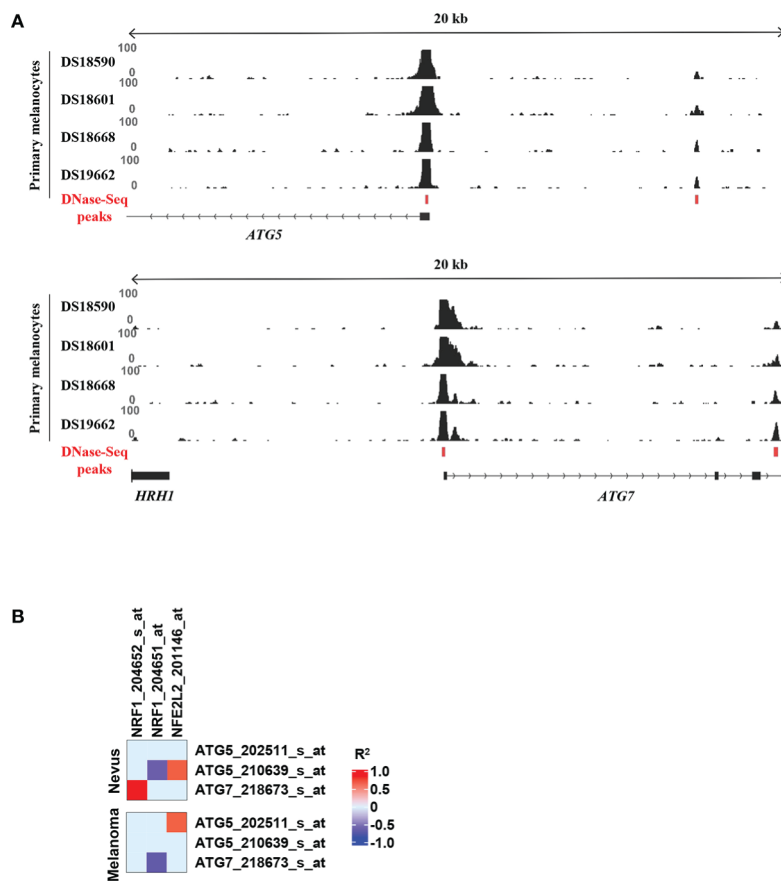 A
20 kb
Primary melanocytes
DS18590
100
0
DS18601
100
0
DS18668
100
0
DS19662
100
0
DNase-Seq
peaks
ATG5
20 kb
Primary melanocytes
DS18590
100
0
DS18601
100
0
DS18668
100
0
DS19662
100
0
DNase-Seq
peaks
HRH1
ATG7
B
NRF1_204652_s_at
NRF1_204651_at
NFE2L2_201146_at
Nevus
ATG5_202511_s_at
ATG5_210639_s_at
ATG7_218673_s_at
Melanoma
ATG5_202511_s_at
ATG5_210639_s_at
ATG7_218673_s_at
R²
1.0
0.5
0
-0.5
-1.0